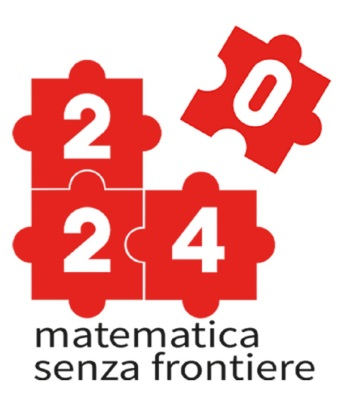 2 0
2 4
matematica
senza frontiere